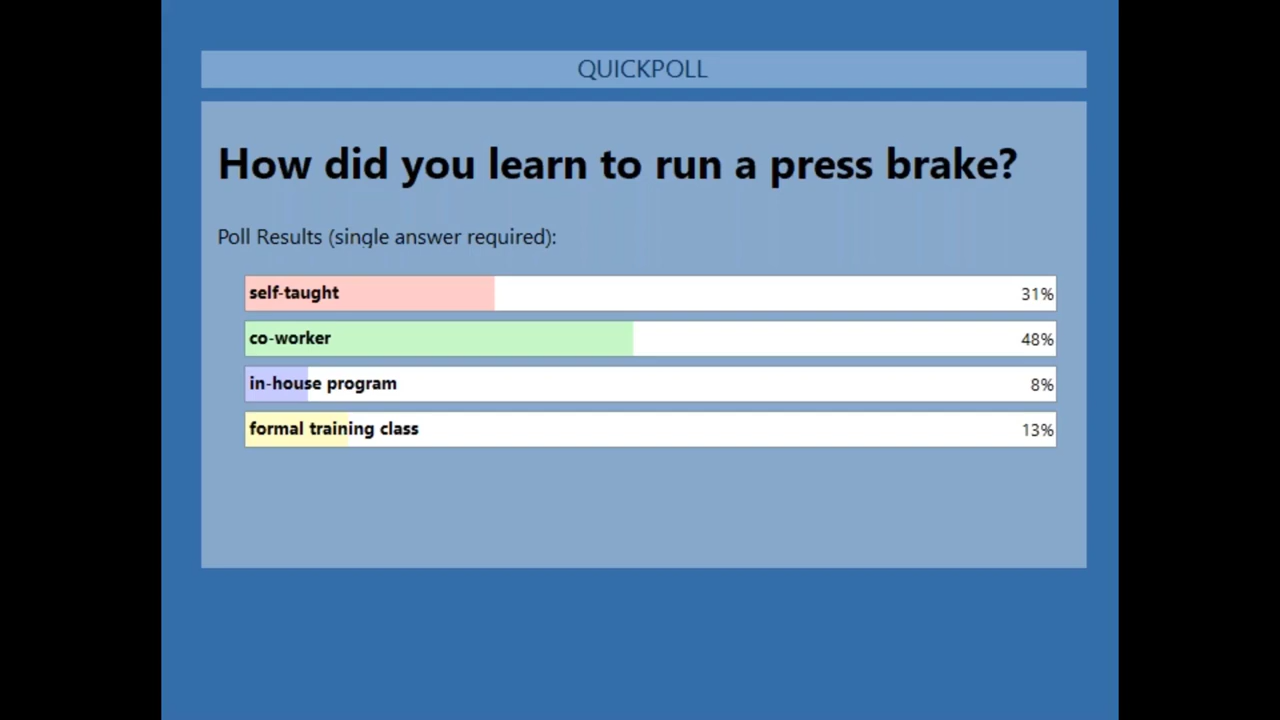 QUICKPOLL
How did you learn to run a press brake?
Poll Results (single answer required):
self-taught 31%
co-worker 48%
in-house program 8%
formal training class 13%